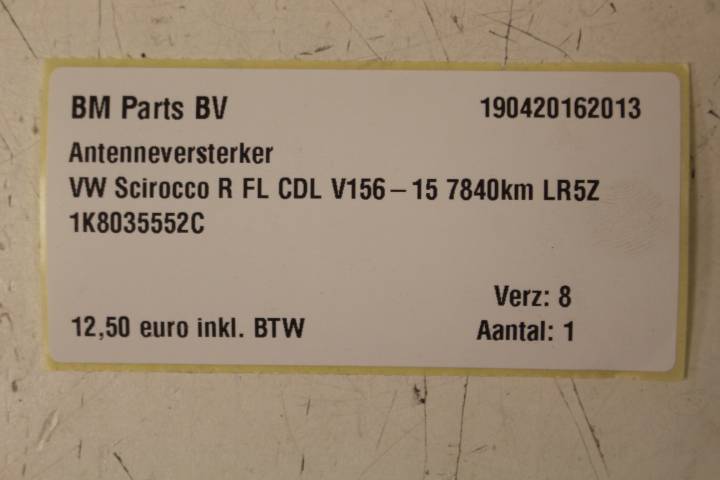 BM Parts BV 190420162013
Antenneversterker
VW Scirocco R FL CDL V156 – 15 7840km LR5Z
1K8035552C
Verz: 8
12,50 euro inkl. BTW Aantal: 1